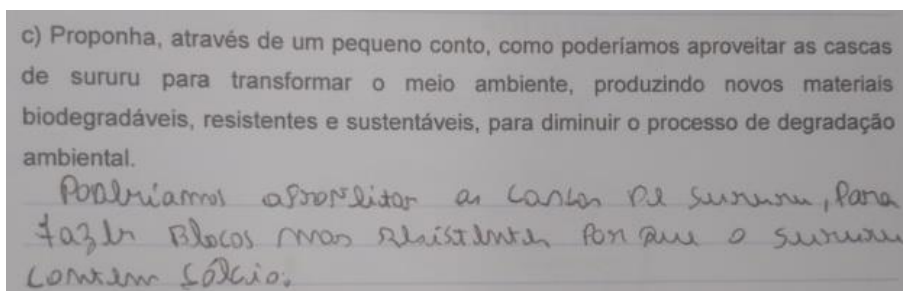 c) Proponha, através de um pequeno conto, como poderíamos aproveitar as cascas
de sururu para transformar o meio ambiente, produzindo novos materiais
biodegradáveis, resistentes e sustentáveis, para diminuir o processo de degradação
ambiental.
Poderiamos aproveitar as cascas de sururu, Para
fazer Blocos mas resistentes Por que o sururu
contem Cálcio.